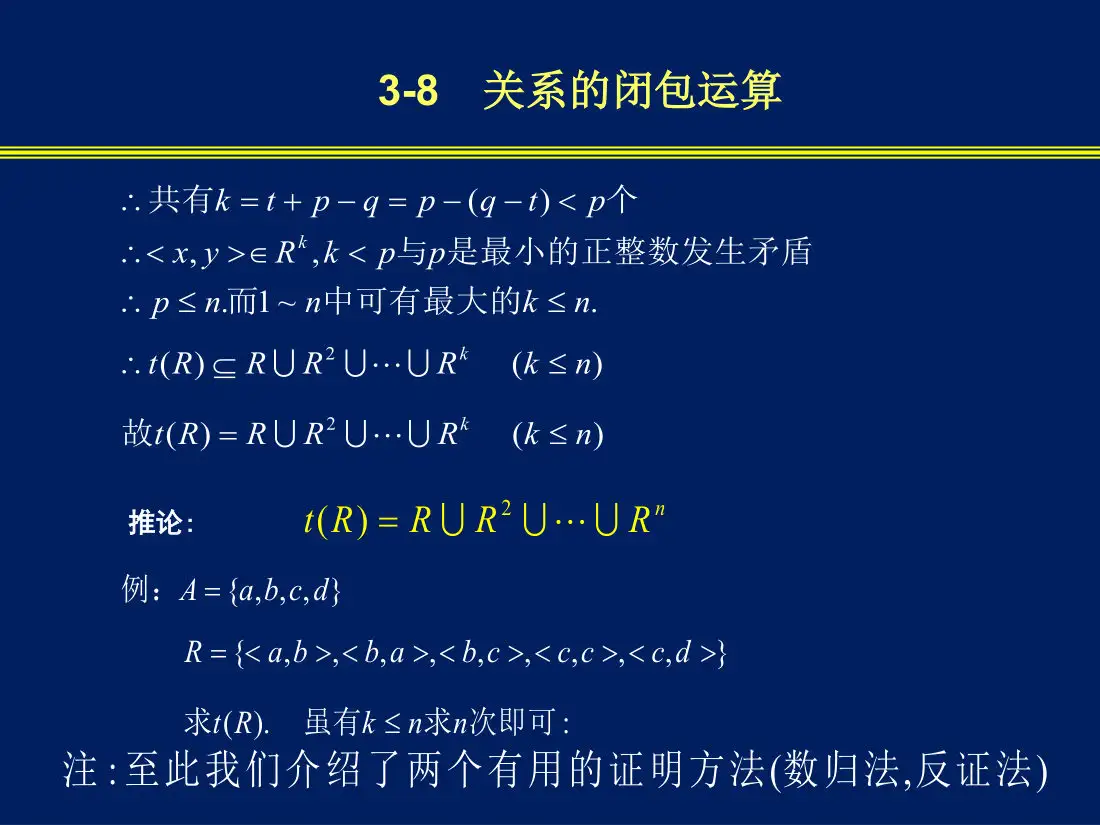 3-8 关系的闭包运算
∴共有k = t + p − q = p − (q − t) < p个
∴< x, y >∈ R^k , k < p与p是最小的正整数发生矛盾
∴ p ≤ n.而1 ~ n中可有最大的k ≤ n.
∴ t(R) ⊆ R ∪ R² ∪ ⋯ ∪ R^k (k ≤ n)
故t(R) = R ∪ R² ∪ ⋯ ∪ R^k (k ≤ n)
推论: t(R) = R ∪ R² ∪ ⋯ ∪ R^n
例：A = {a,b,c,d}
R = {< a,b >,< b,a >,< b,c >,< c,c >,< c,d >}
求t(R). 虽有k ≤ n求n次即可:
注:至此我们介绍了两个有用的证明方法(数归法,反证法)